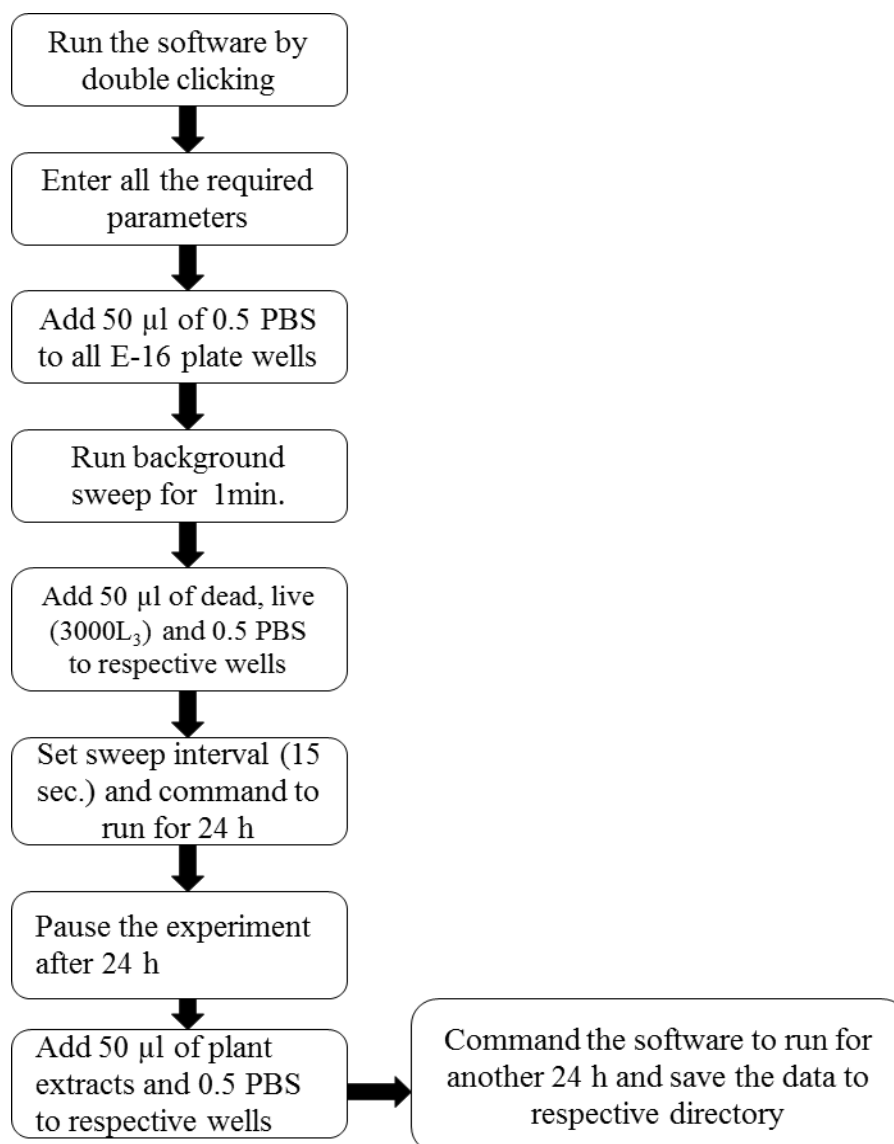 Run the software by
double clicking
Enter all the required
parameters
Add 50 µl of 0.5 PBS
to all E-16 plate wells
Run background
sweep for 1min.
Add 50 µl of dead, live
(3000L₃) and 0.5 PBS
to respective wells
Set sweep interval (15
sec.) and command to
run for 24 h
Pause the experiment
after 24 h
Add 50 µl of plant
extracts and 0.5 PBS
to respective wells
Command the software to run for
another 24 h and save the data to
respective directory